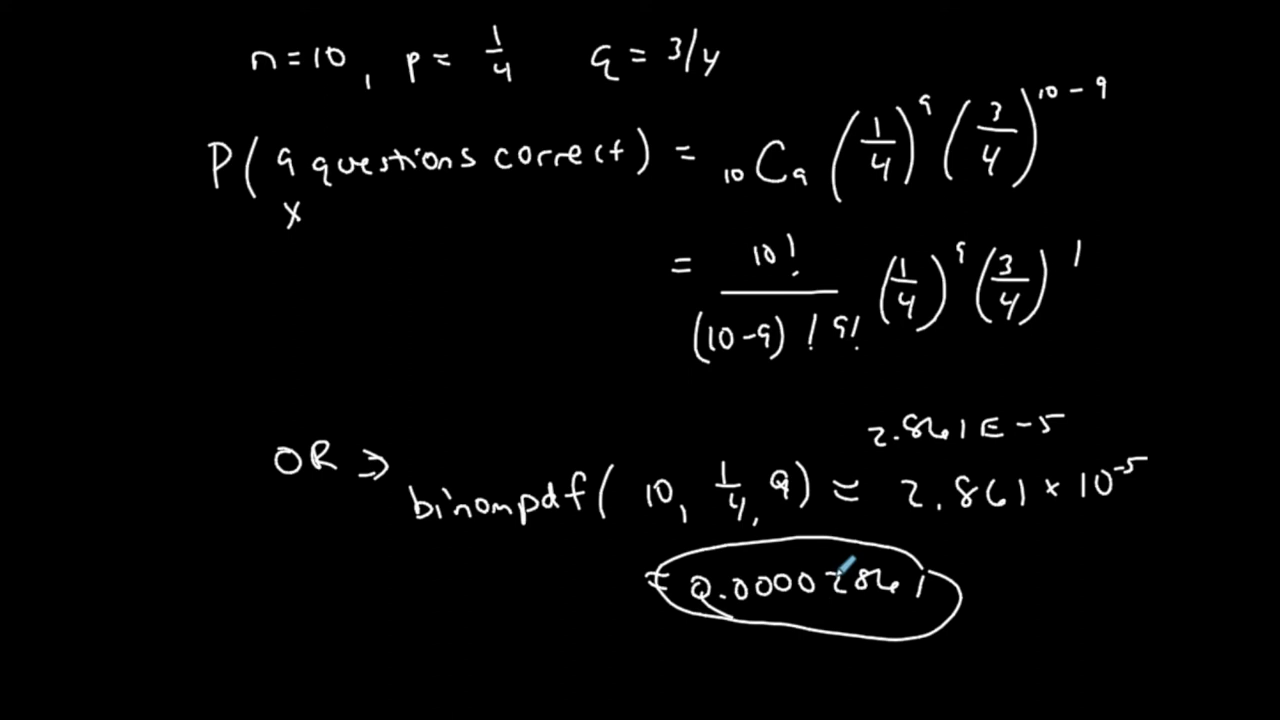 n = 10, p = 1/4 q = 3/4
P( 9 questions correct ) = 10C9 (1/4)^9 (3/4)^10-9
x
= 10! / (10-9)! 9! (1/4)^9 (3/4)^1
2.861E-5
OR ⇒ binompdf( 10, 1/4, 9) ≈ 2.861 × 10^-5
= 0.00002861